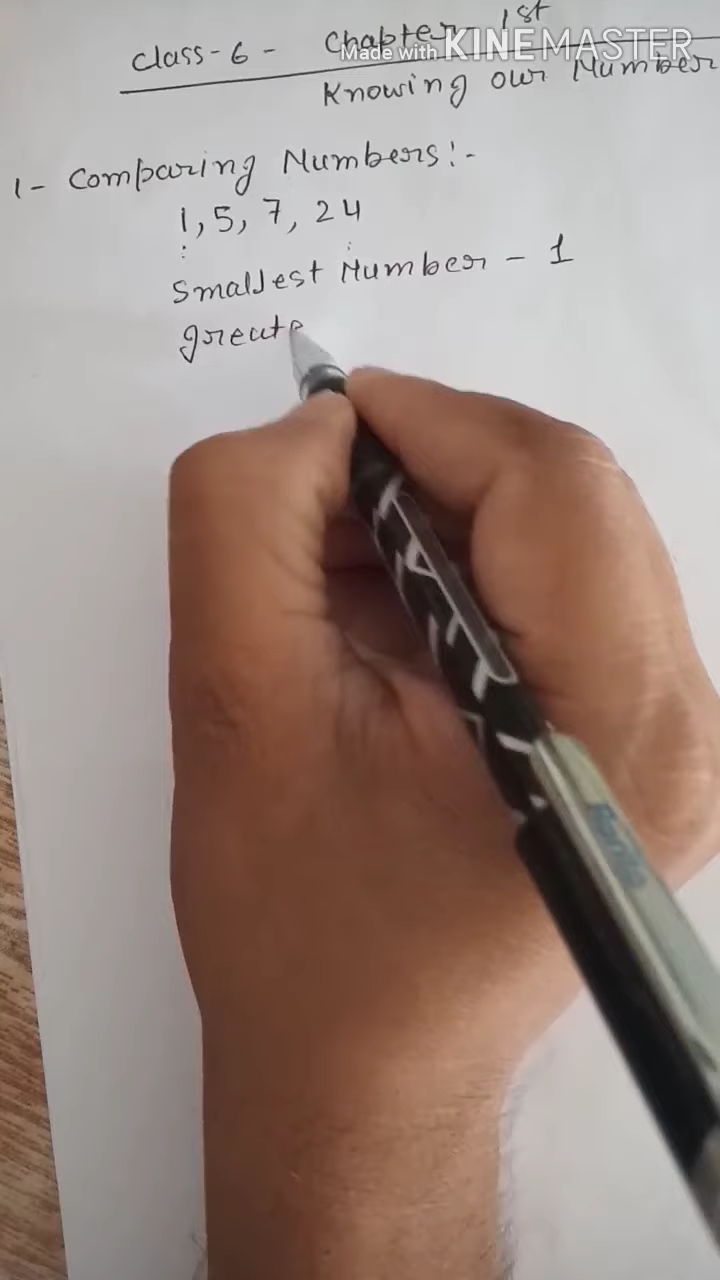 class-6 - Chapter - 1st
Made with KINEMASTER
Knowing our Number
1- Comparing Numbers:-
1, 5, 7, 24
Smallest Number - 1
greate